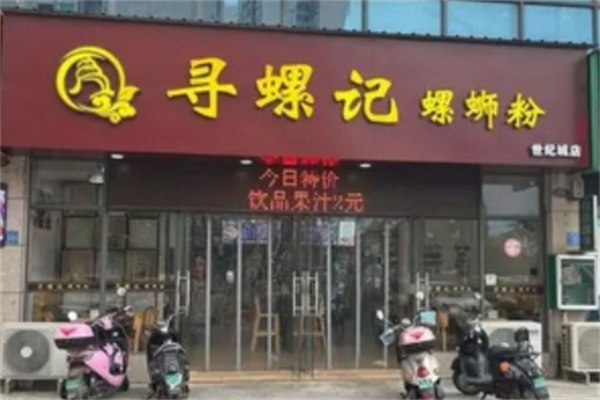 寻螺记 螺蛳粉
世纪城店
今日特价
饮品果汁%元